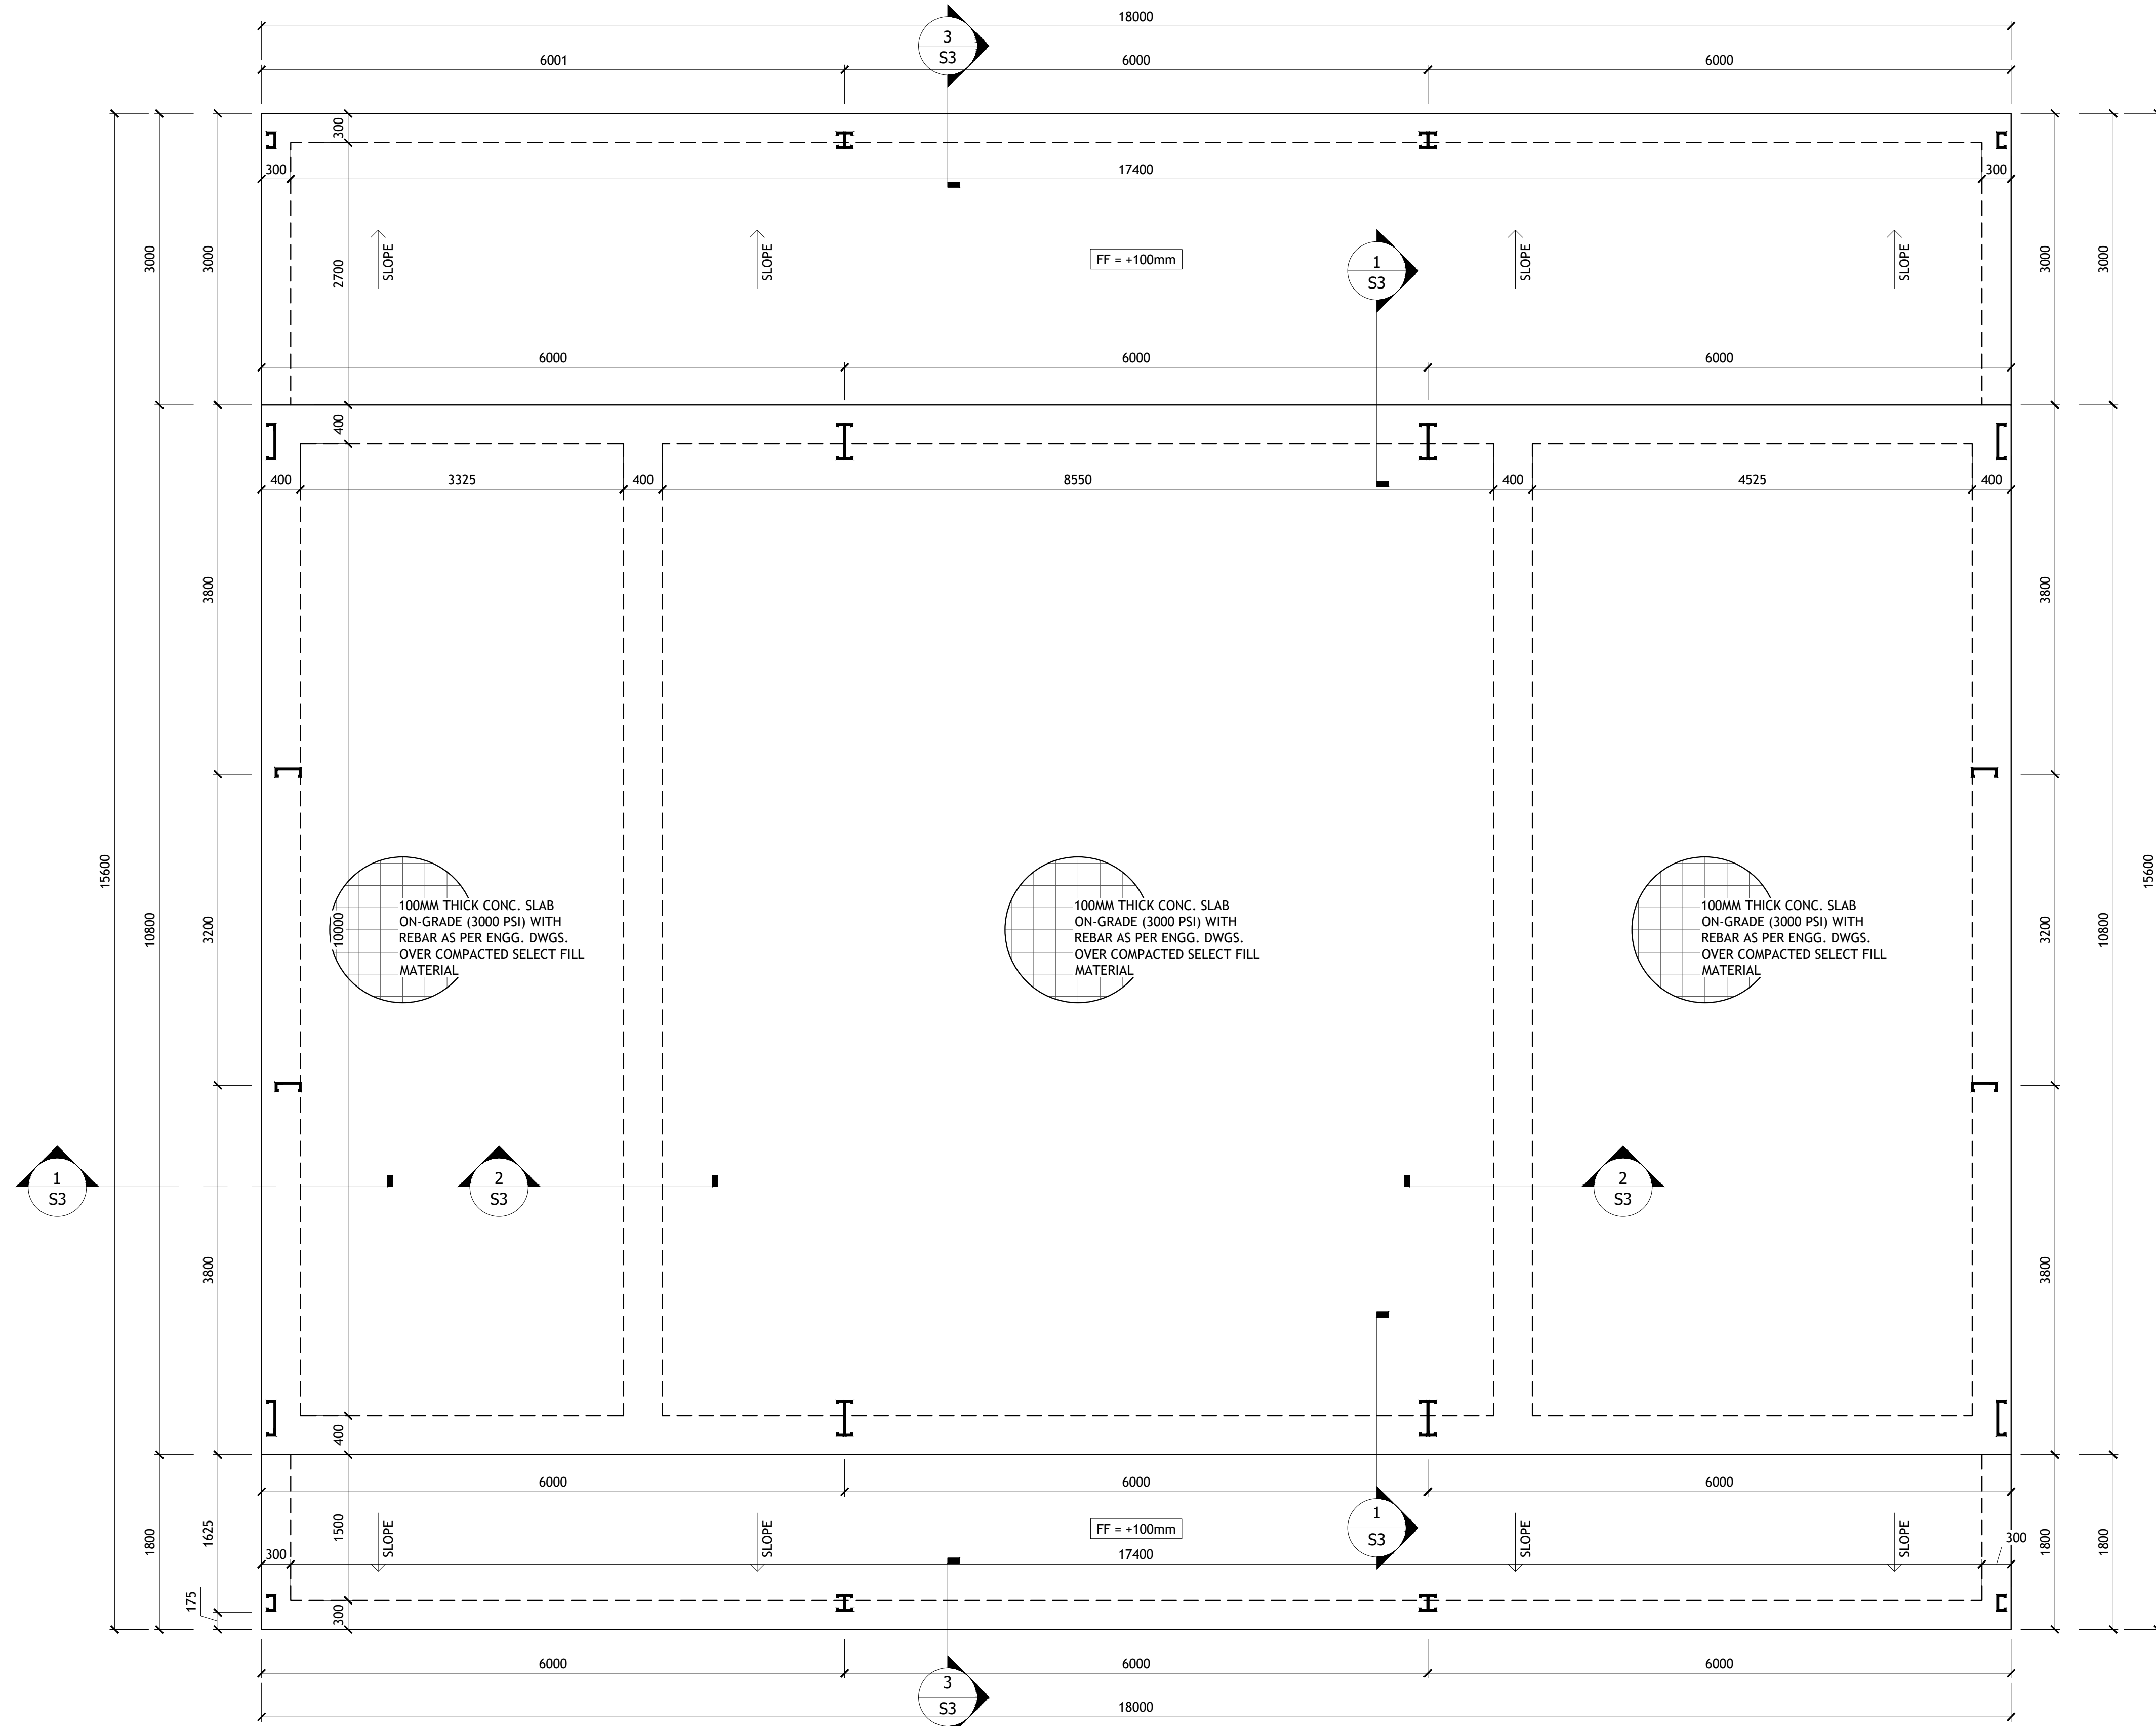 18000
3
S3
6001
6000
6000
300
300
17400
300
3000
3000
2700
SLOPE
SLOPE
FF = +100mm
1
S3
SLOPE
SLOPE
3000
3000
6000
6000
6000
400
400
3325
400
8550
400
4525
400
3800
3800
15600
10800
3200
10000
100MM THICK CONC. SLAB
ON-GRADE (3000 PSI) WITH
REBAR AS PER ENGG. DWGS.
OVER COMPACTED SELECT FILL
MATERIAL
100MM THICK CONC. SLAB
ON-GRADE (3000 PSI) WITH
REBAR AS PER ENGG. DWGS.
OVER COMPACTED SELECT FILL
MATERIAL
100MM THICK CONC. SLAB
ON-GRADE (3000 PSI) WITH
REBAR AS PER ENGG. DWGS.
OVER COMPACTED SELECT FILL
MATERIAL
3200
10800
15600
1
S3
2
S3
2
S3
3800
3800
400
6000
6000
6000
1800
1625
1500
SLOPE
SLOPE
FF = +100mm
1
S3
SLOPE
SLOPE
300
1800
1800
300
17400
175
300
6000
6000
6000
3
S3
18000